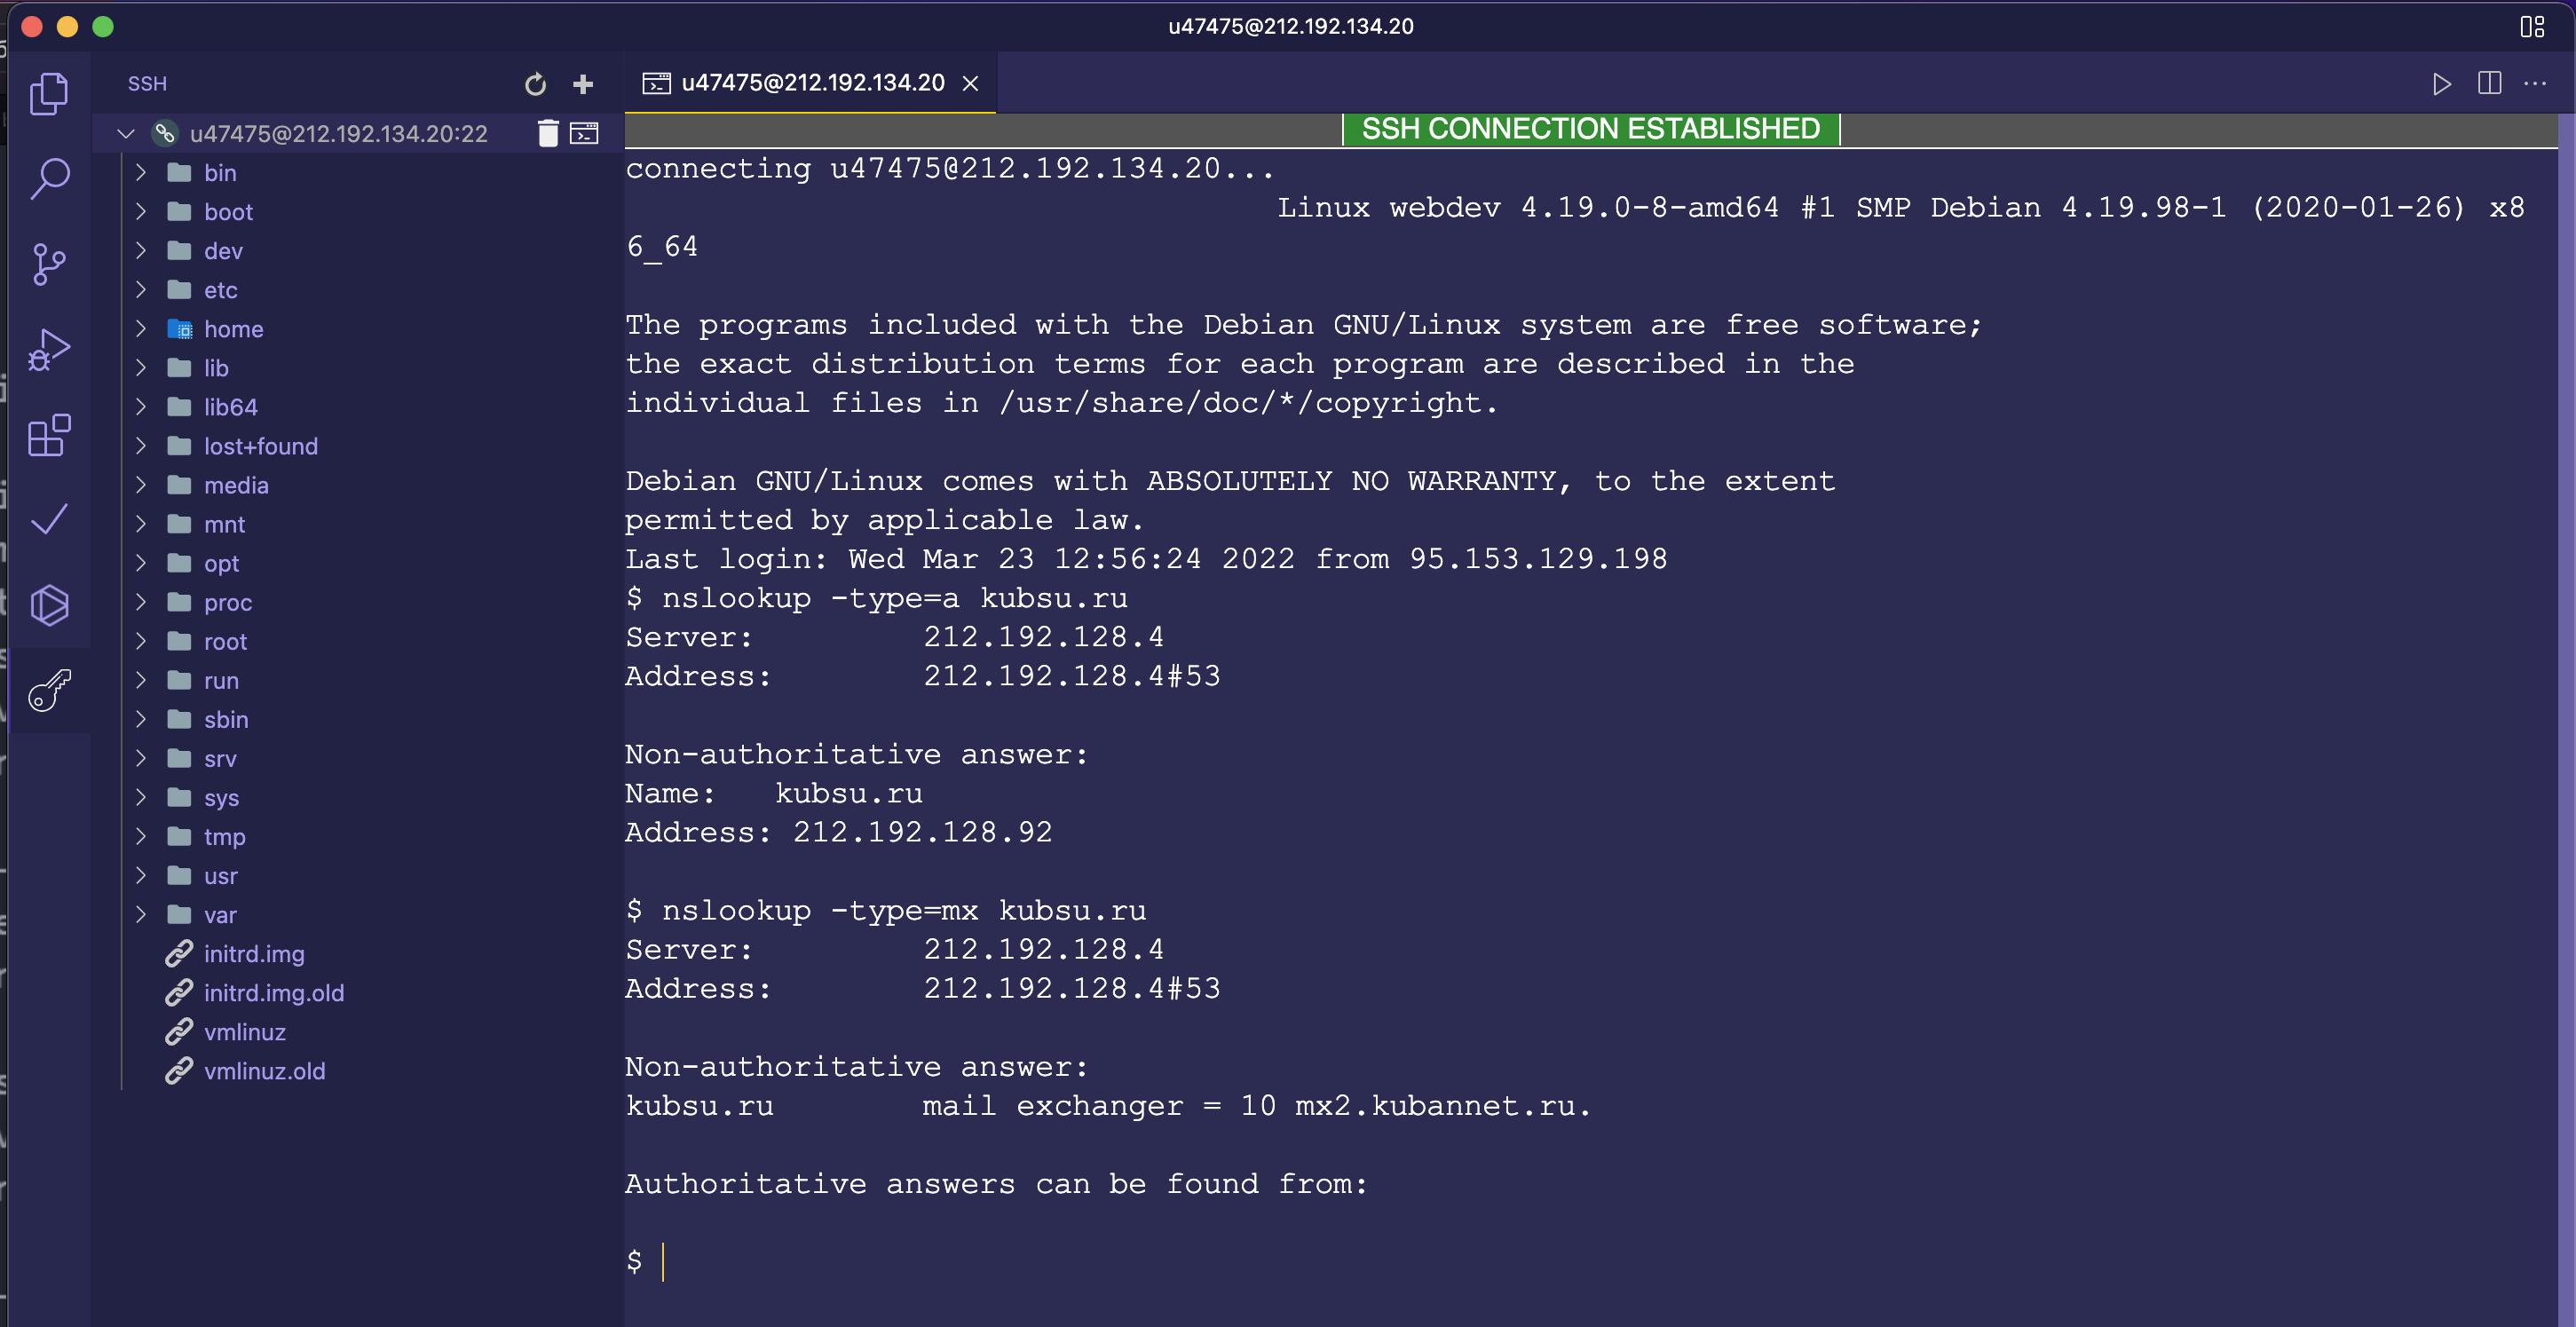 u47475@212.192.134.20
SSH
u47475@212.192.134.20:22
bin
boot
dev
etc
home
lib
lib64
lost+found
media
mnt
opt
proc
root
run
sbin
srv
sys
tmp
usr
var
initrd.img
initrd.img.old
vmlinuz
vmlinuz.old
u47475@212.192.134.20
SSH CONNECTION ESTABLISHED
connecting u47475@212.192.134.20...
Linux webdev 4.19.0-8-amd64 #1 SMP Debian 4.19.98-1 (2020-01-26) x8
6_64
The programs included with the Debian GNU/Linux system are free software;
the exact distribution terms for each program are described in the
individual files in /usr/share/doc/*/copyright.
Debian GNU/Linux comes with ABSOLUTELY NO WARRANTY, to the extent
permitted by applicable law.
Last login: Wed Mar 23 12:56:24 2022 from 95.153.129.198
$ nslookup -type=a kubsu.ru
Server: 212.192.128.4
Address: 212.192.128.4#53
Non-authoritative answer:
Name: kubsu.ru
Address: 212.192.128.92
$ nslookup -type=mx kubsu.ru
Server: 212.192.128.4
Address: 212.192.128.4#53
Non-authoritative answer:
kubsu.ru mail exchanger = 10 mx2.kubannet.ru.
Authoritative answers can be found from:
$